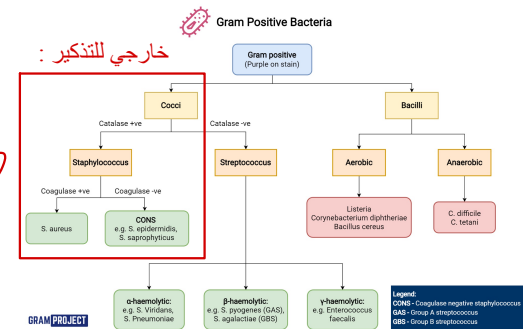 Gram Positive Bacteria
خارجي للتذكير :
Gram positive
(Purple on stain)
Cocci
Bacilli
Catalase +ve
Catalase -ve
Staphylococcus
Streptococcus
Aerobic
Anaerobic
Coagulase +ve
Coagulase -ve
S. aureus
CONS
e.g. S. epidermidis,
S. saprophyticus
Listeria
Corynebacterium diphtheriae
Bacillus cereus
C. difficile
C. tetani
α-haemolytic:
e.g. S. Viridans,
S. Pneumoniae
β-haemolytic:
e.g. S. pyogenes (GAS),
S. agalactiae (GBS)
γ-haemolytic:
e.g. Enterococcus
faecalis
Legend:
CONS - Coagulase negative staphylococcus
GAS - Group A streptococcus
GBS - Group B streptococcus
GRAM PROJECT